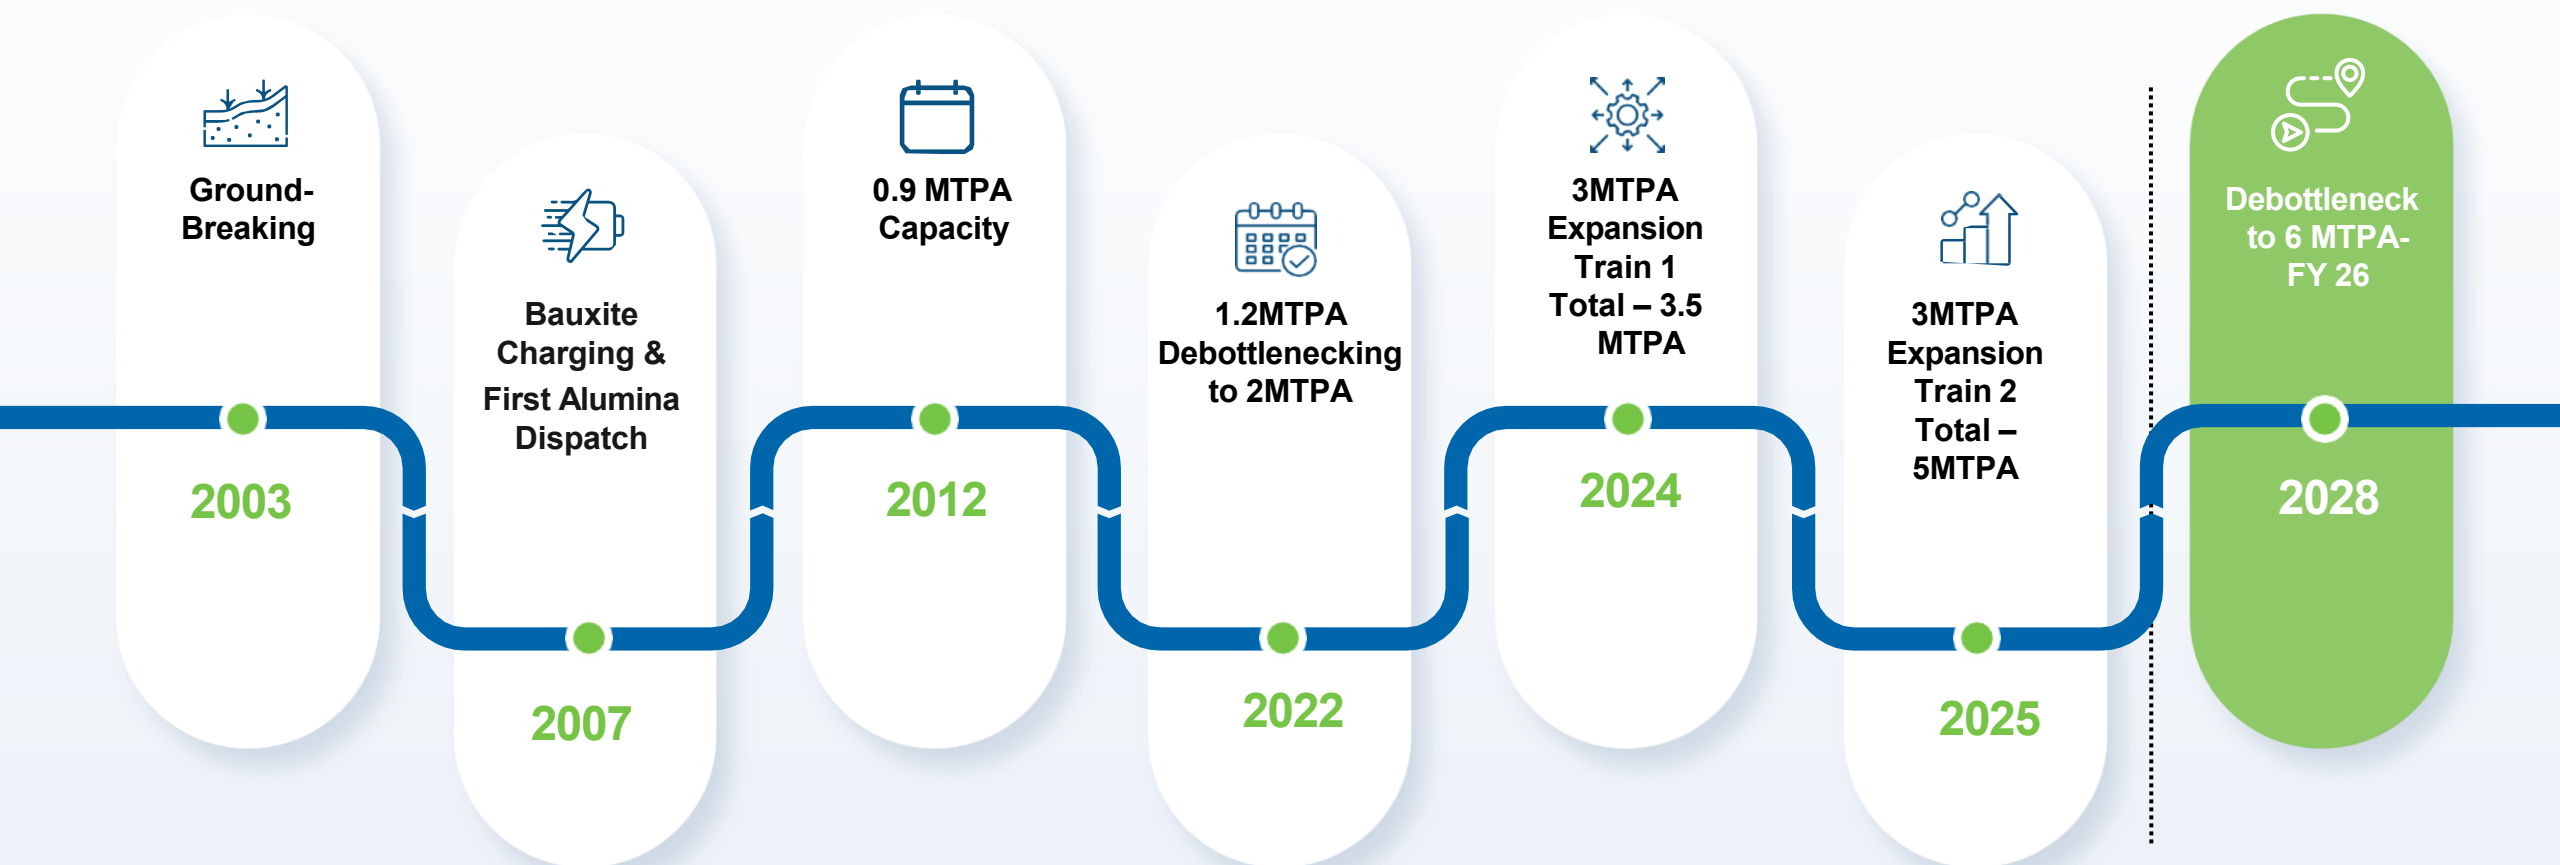 Ground-
Breaking
2003
Bauxite
Charging &
First Alumina
Dispatch
2007
0.9 MTPA
Capacity
2012
1.2MTPA
Debottlenecking
to 2MTPA
2022
3MTPA
Expansion
Train 1
Total – 3.5
MTPA
2024
3MTPA
Expansion
Train 2
Total –
5MTPA
2025
Debottleneck
to 6 MTPA-
FY 26
2028